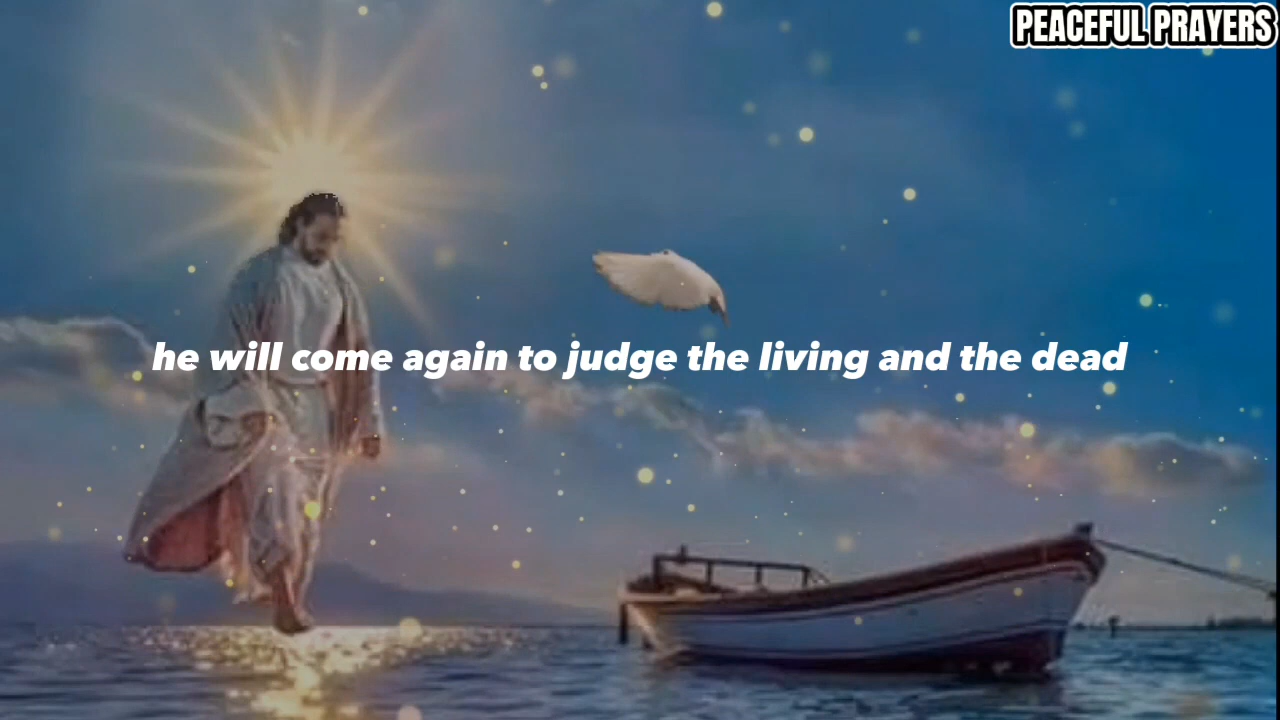 PEACEFUL PRAYERS
he will come again to judge the living and the dead